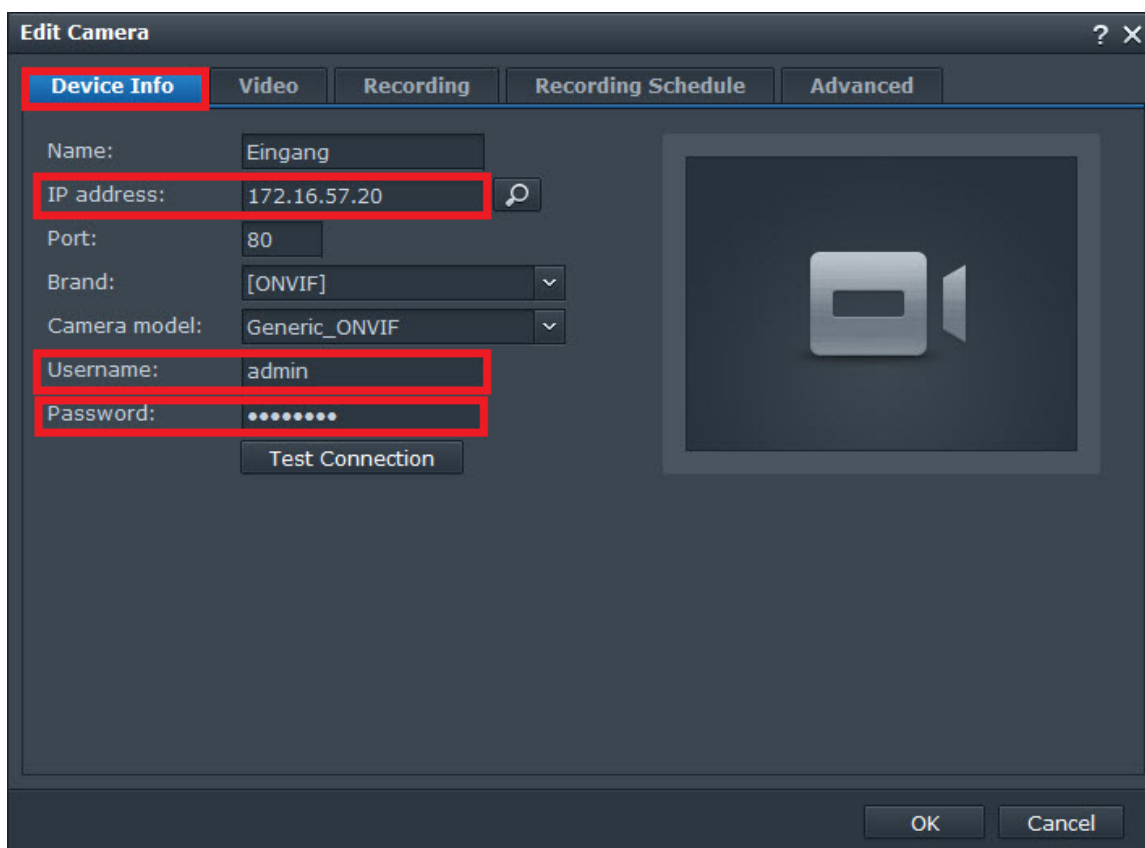 Edit Camera ? X
Device Info Video Recording Recording Schedule Advanced
Name: Eingang
IP address: 172.16.57.20
Port: 80
Brand: [ONVIF]
Camera model: Generic_ONVIF
Username: admin
Password: ••••••••
Test Connection
OK Cancel